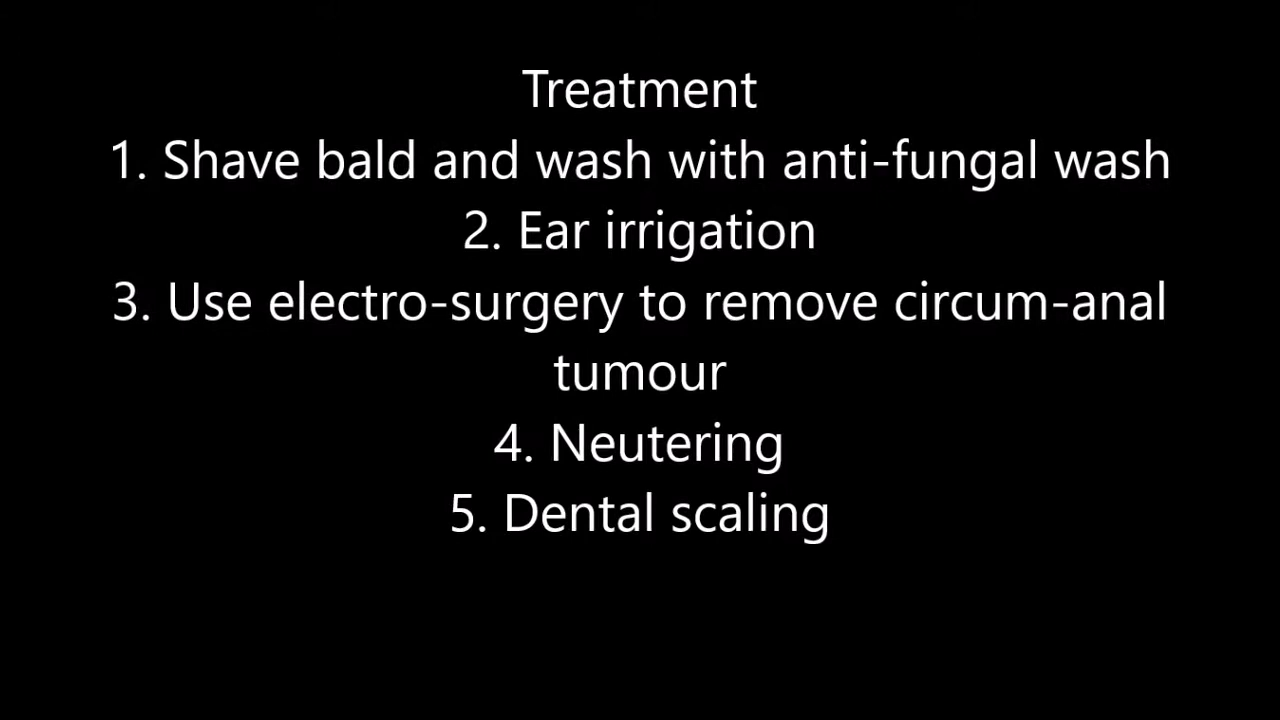 Treatment
1. Shave bald and wash with anti-fungal wash
2. Ear irrigation
3. Use electro-surgery to remove circum-anal
tumour
4. Neutering
5. Dental scaling